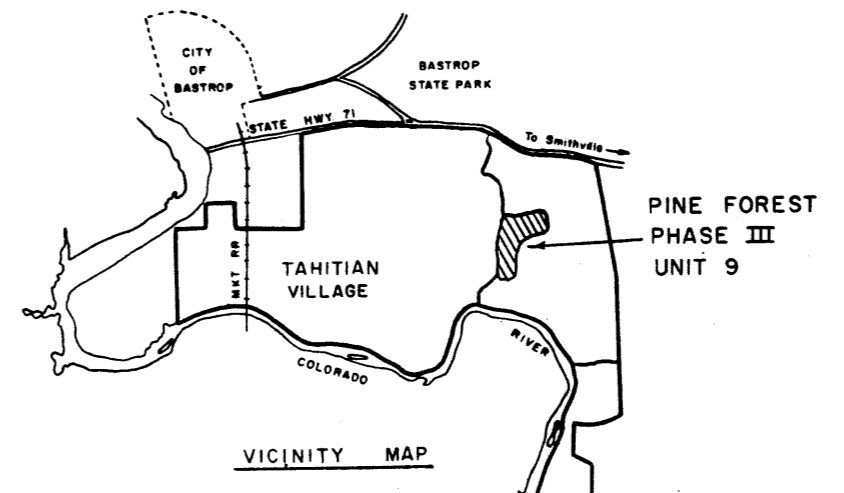 CITY
OF
BASTROP
BASTROP
STATE PARK
STATE HWY. 71
To Smithville
PINE FOREST
PHASE III
UNIT 9
MKT RR
TAHITIAN
VILLAGE
COLORADO
RIVER
VICINITY MAP